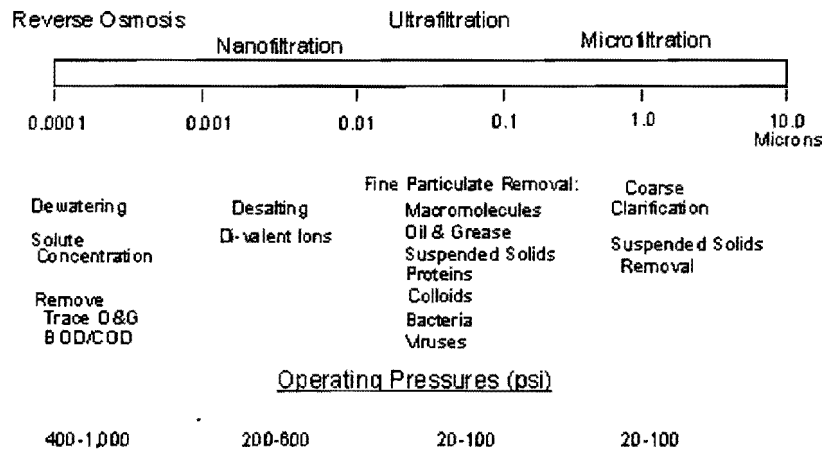 Reverse Osmosis
Ultrafiltration
Nanofiltration
Microfiltration
0.0001 0.001 0.01 0.1 1.0 10.0
Microns
Fine Particulate Removal:
Dewatering
Solute
Concentration
Remove
Trace O&G
BOD/COD
Desalting
Di-valent Ions
Macromolecules
Oil & Grease
Suspended Solids
Proteins
Colloids
Bacteria
Viruses
Coarse
Clarification
Suspended Solids
Removal
Operating Pressures (psi)
400-1,000 200-600 20-100 20-100